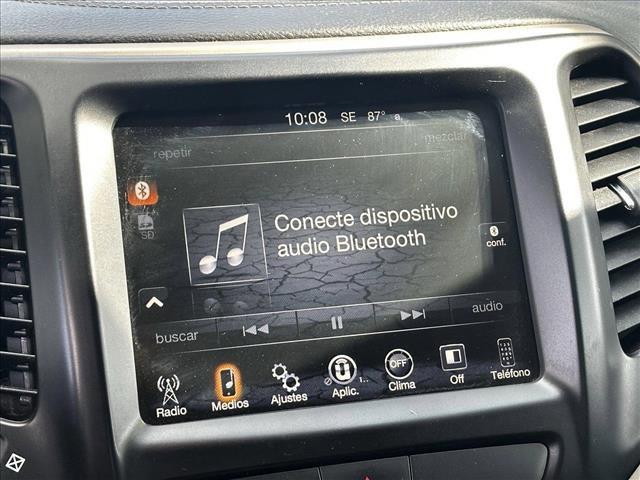 10:08 SE 87° a.
repetir
mezclar
SD
Conecte dispositivo
audio Bluetooth
conf.
buscar
audio
Radio
Medios
Ajustes
1..
Aplic.
OFF
Clima
Off
Teléfono